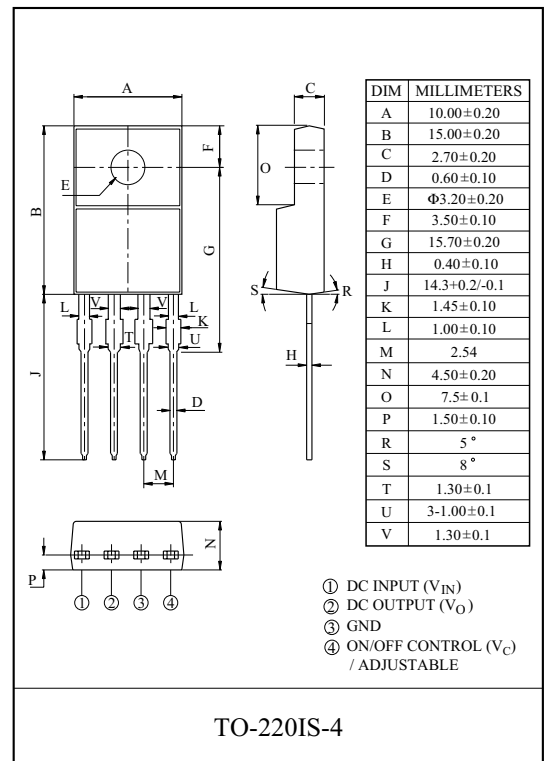 A
C
F
O
E
B
G
L V V L
K
T U
S R
J
H
D
M
N
P
① ② ③ ④
DIM MILLIMETERS
A 10.00±0.20
B 15.00±0.20
C 2.70±0.20
D 0.60±0.10
E Φ3.20±0.20
F 3.50±0.10
G 15.70±0.20
H 0.40±0.10
J 14.3+0.2/-0.1
K 1.45±0.10
L 1.00±0.10
M 2.54
N 4.50±0.20
O 7.5±0.1
P 1.50±0.10
R 5°
S 8°
T 1.30±0.1
U 3-1.00±0.1
V 1.30±0.1
① DC INPUT (VIN)
② DC OUTPUT (VO)
③ GND
④ ON/OFF CONTROL (VC)
/ ADJUSTABLE
TO-220IS-4